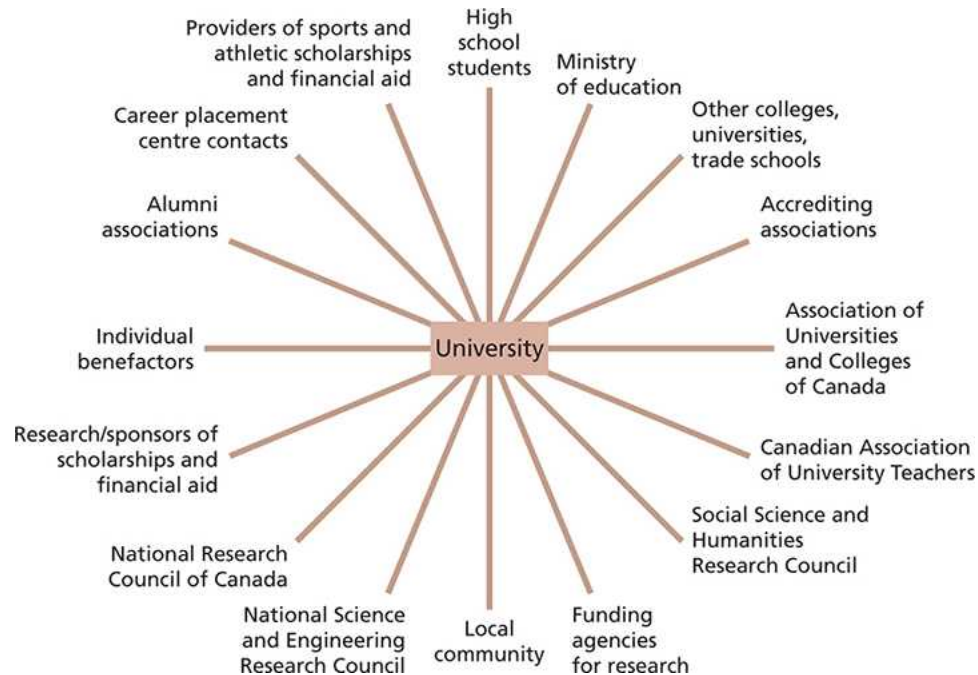 High
school
students
Ministry
of education
Other colleges,
universities,
trade schools
Accrediting
associations
Association of
Universities
and Colleges
of Canada
Canadian Association
of University Teachers
Social Science and
Humanities
Research Council
Funding
agencies
for research
Local
community
National Science
and Engineering
Research Council
National Research
Council of Canada
Research/sponsors of
scholarships and
financial aid
Individual
benefactors
Alumni
associations
Career placement
centre contacts
Providers of sports and
athletic scholarships
and financial aid
University